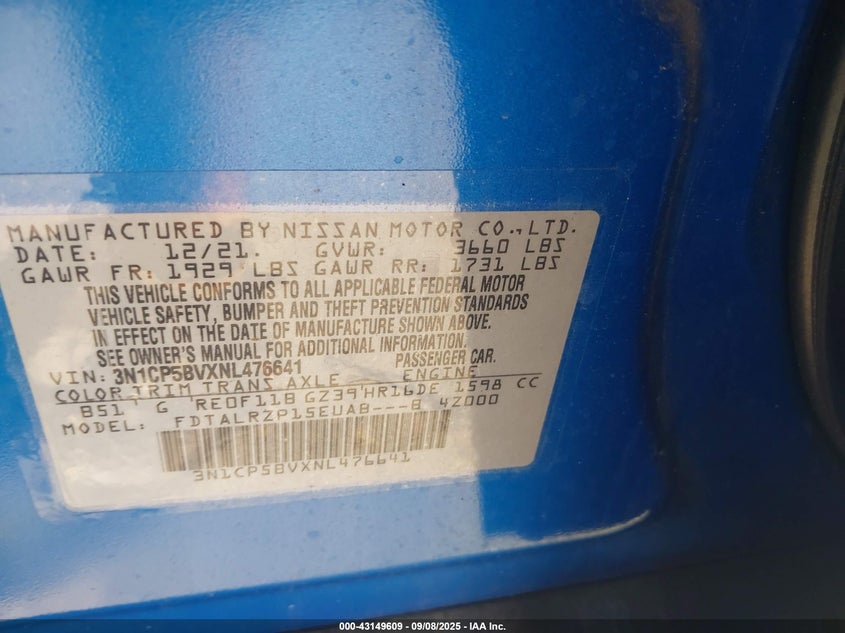 MANUFACTURED BY NISSAN MOTOR CO.,LTD.
DATE: 12/21. GVWR: 3660 LBS
GAWR FR: 1929 LBS GAWR RR: 1731 LBS
THIS VEHICLE CONFORMS TO ALL APPLICABLE FEDERAL MOTOR
VEHICLE SAFETY, BUMPER AND THEFT PREVENTION STANDARDS
IN EFFECT ON THE DATE OF MANUFACTURE SHOWN ABOVE.
SEE OWNER'S MANUAL FOR ADDITIONAL INFORMATION.
VIN: 3N1CP5BVXNL476641 PASSENGER CAR.
COLOR TRIM TRANS AXLE ENGINE
B51 G RE0F11B GZ39 HR16DE 1598 CC
MODEL: FDTALRZP15EUAB---B 4Z000
3N1CP5BVXNL476641
000-43149609 - 09/08/2025 - IAA Inc.